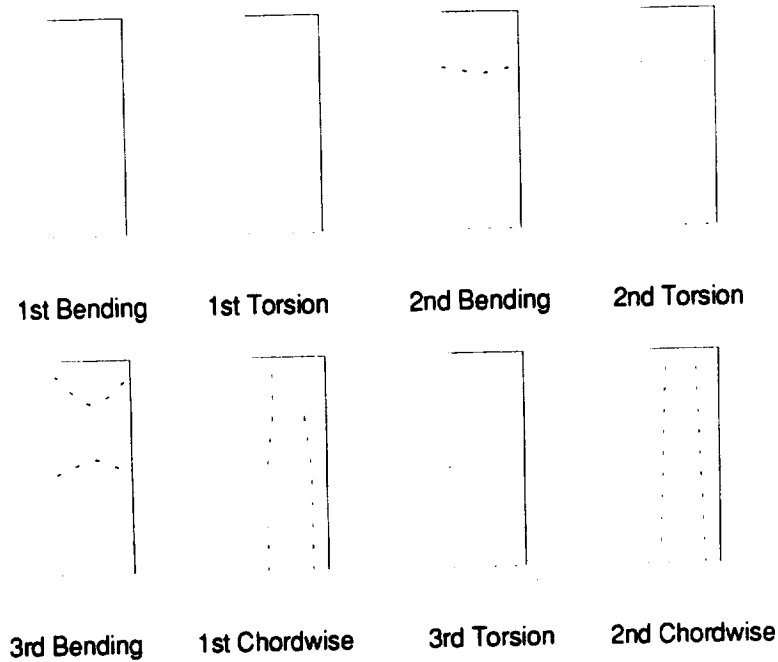 1st Bending 1st Torsion 2nd Bending 2nd Torsion
3rd Bending 1st Chordwise 3rd Torsion 2nd Chordwise